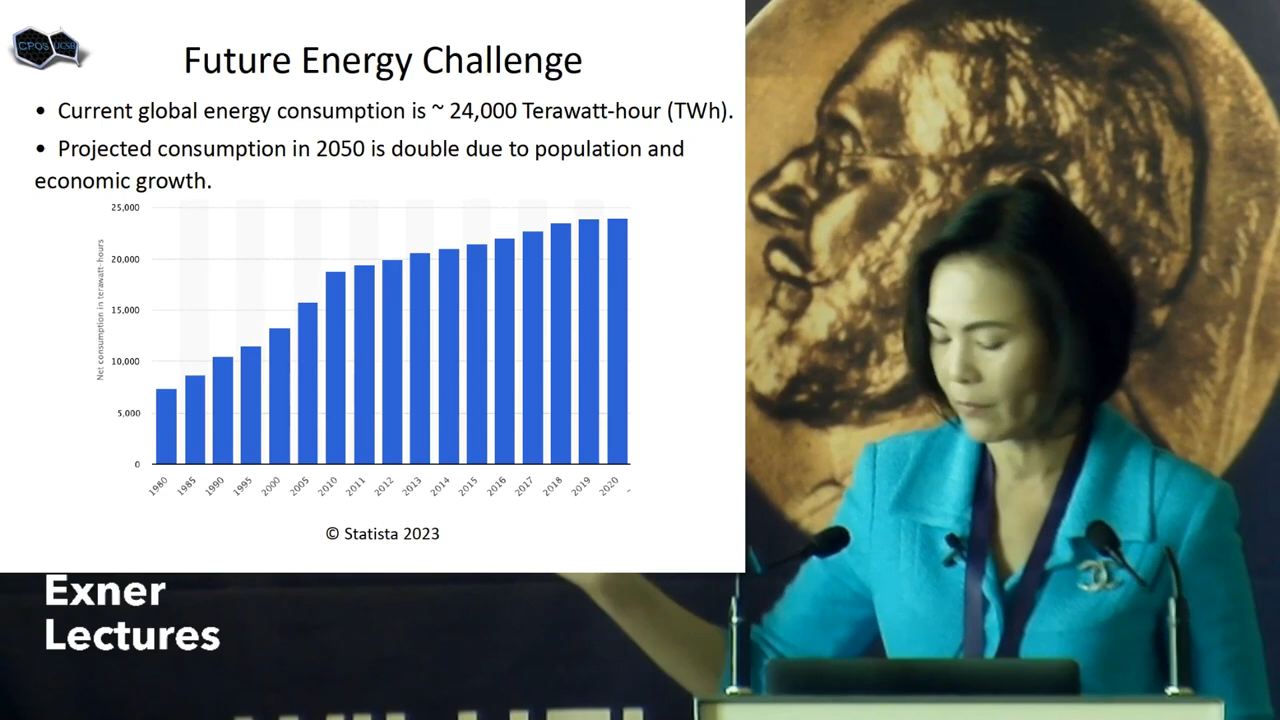 CPOS UCSB
Future Energy Challenge
• Current global energy consumption is ~ 24,000 Terawatt-hour (TWh).
• Projected consumption in 2050 is double due to population and
economic growth.
Net consumption in terawatt-hours
25,000
20,000
15,000
10,000
5,000
0
1980 1985 1990 1995 2000 2005 2010 2011 2012 2013 2014 2015 2016 2017 2018 2019 2020
© Statista 2023
Exner
Lectures